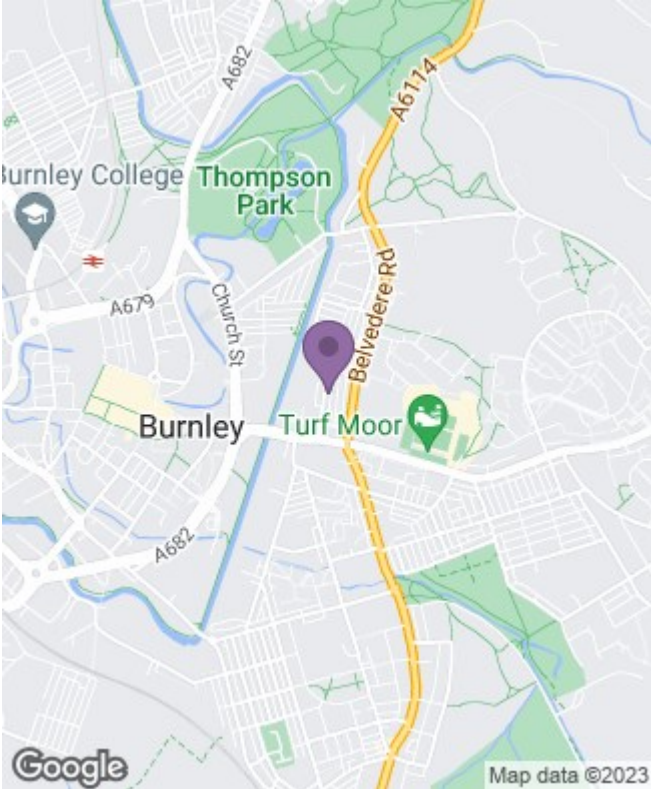 A682
A6114
Burnley College
Thompson
Park
A679
Church St
Belvedere Rd
Burnley
Turf Moor
A682
Google
Map data ©2023